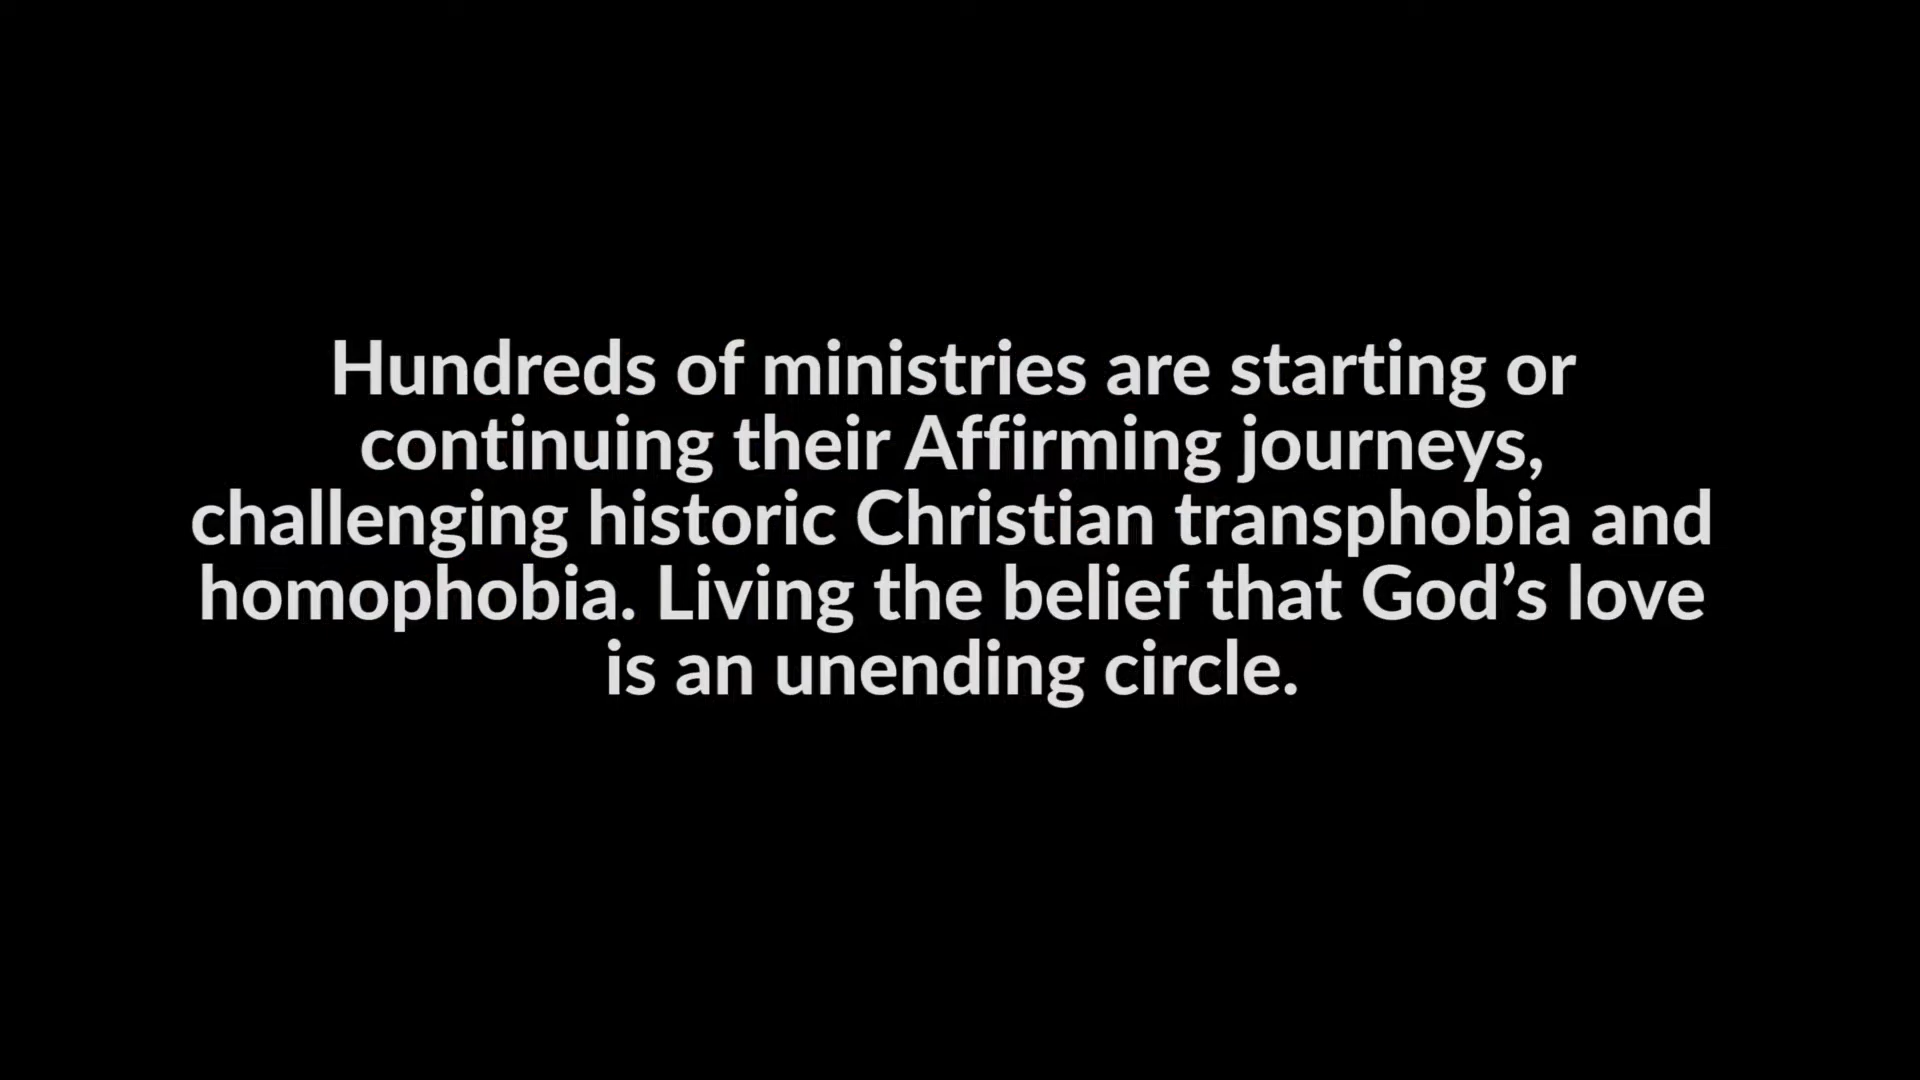 Hundreds of ministries are starting or
continuing their Affirming journeys,
challenging historic Christian transphobia and
homophobia. Living the belief that God’s love
is an unending circle.